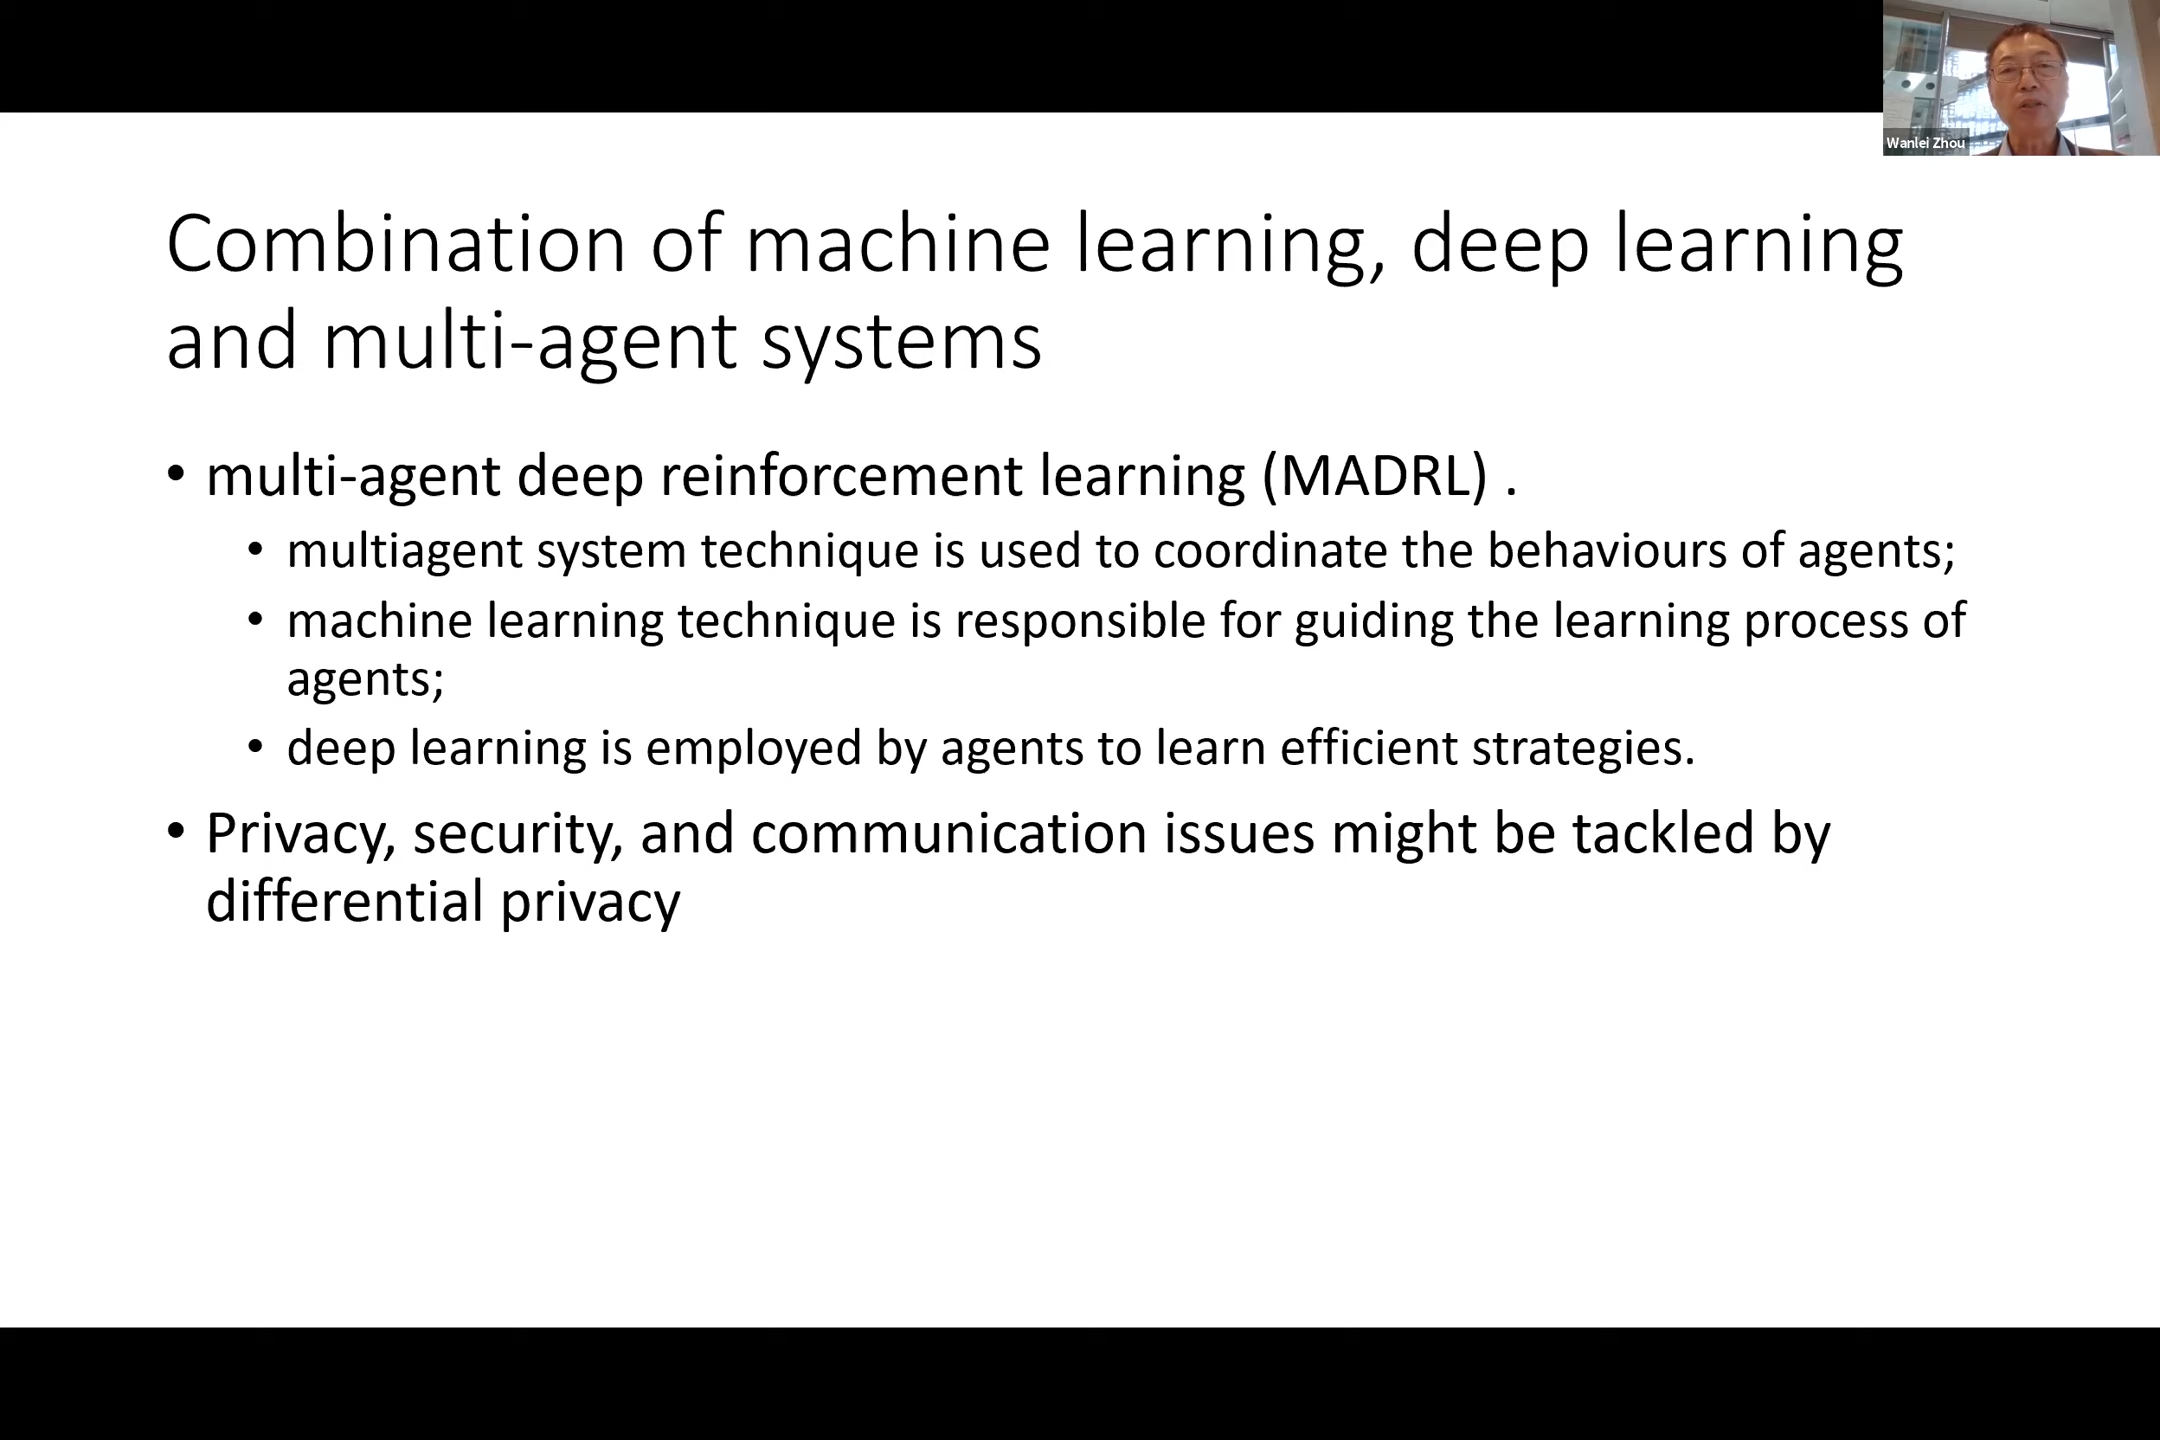 Wanlei Zhou
Combination of machine learning, deep learning
and multi-agent systems
• multi-agent deep reinforcement learning (MADRL) .
• multiagent system technique is used to coordinate the behaviours of agents;
• machine learning technique is responsible for guiding the learning process of
agents;
• deep learning is employed by agents to learn efficient strategies.
• Privacy, security, and communication issues might be tackled by
differential privacy